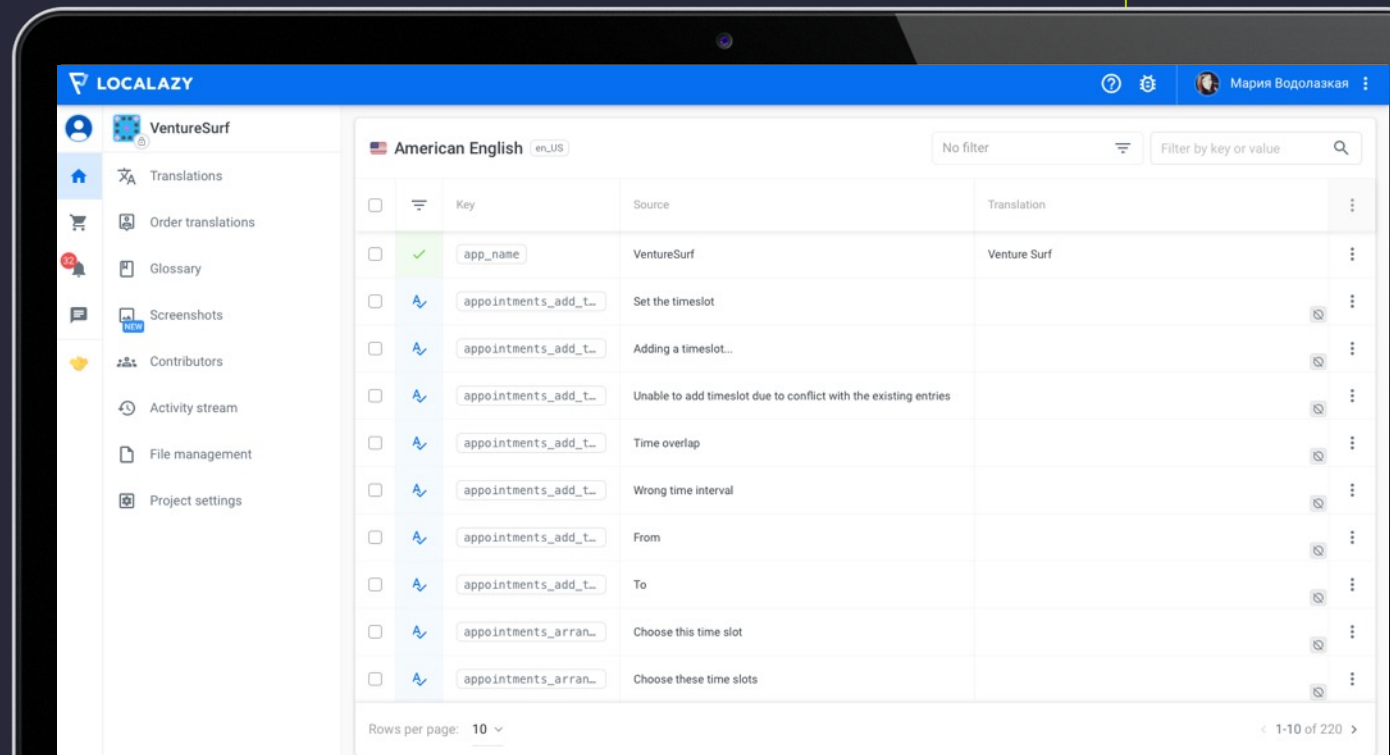 LOCALAZY
Мария Водолазкая
VentureSurf
Translations
Order translations
Glossary
Screenshots
NEW
Contributors
Activity stream
File management
Project settings
32
American English en_US
No filter
Filter by key or value
Key Source Translation
app_name VentureSurf Venture Surf
appointments_add_t… Set the timeslot
appointments_add_t… Adding a timeslot…
appointments_add_t… Unable to add timeslot due to conflict with the existing entries
appointments_add_t… Time overlap
appointments_add_t… Wrong time interval
appointments_add_t… From
appointments_add_t… To
appointments_arran… Choose this time slot
appointments_arran… Choose these time slots
Rows per page: 10
1-10 of 220